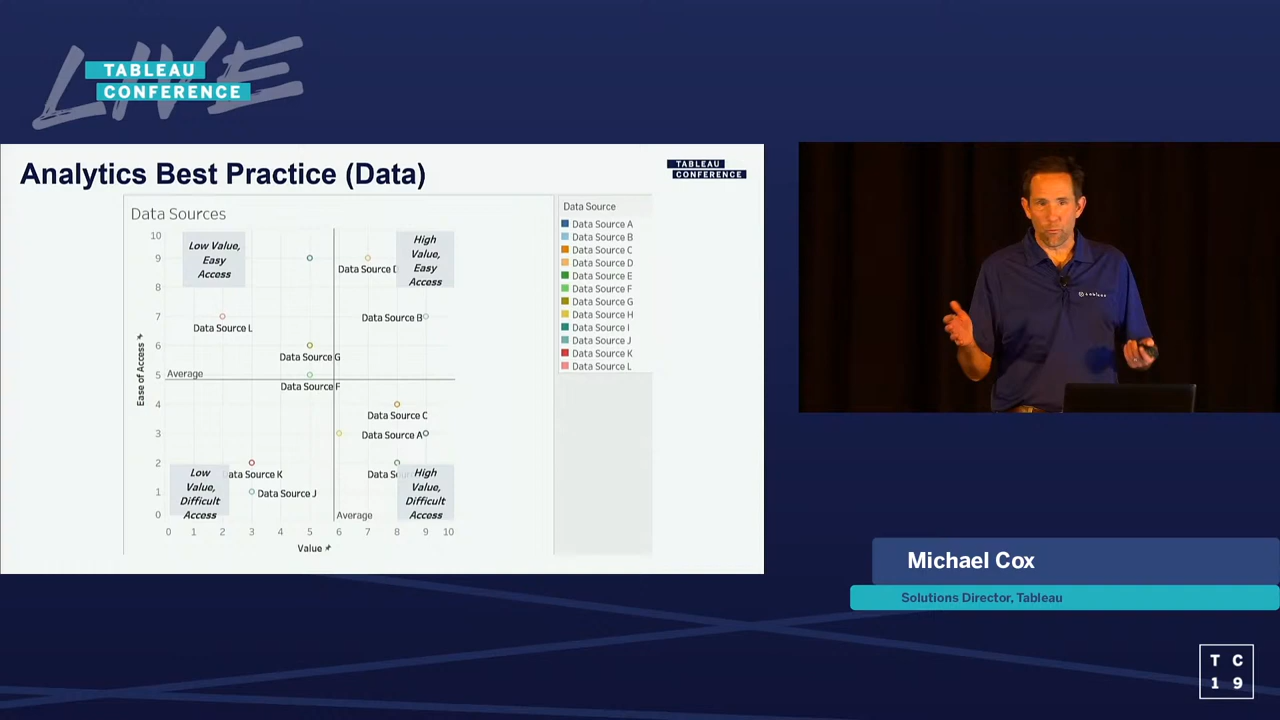 LIVE
TABLEAU
CONFERENCE
Analytics Best Practice (Data)
TABLEAU
CONFERENCE
Data Sources
Low Value,
Easy
Access
High
Value,
Easy
Access
Data Source
Data Source L
Data Source B
Data Source G
Average
Data Source F
Data Source C
Data Source A
Data Source K
Data Source J
Low
Value,
Difficult
Access
High
Value,
Difficult
Access
Average
10
9
8
7
6
5
4
3
2
1
0
Ease of Access
0 1 2 3 4 5 6 7 8 9 10
Value
Data Source
Data Source A
Data Source B
Data Source C
Data Source D
Data Source E
Data Source F
Data Source G
Data Source H
Data Source I
Data Source J
Data Source K
Data Source L
tableau
Michael Cox
Solutions Director, Tableau
T C
1 9